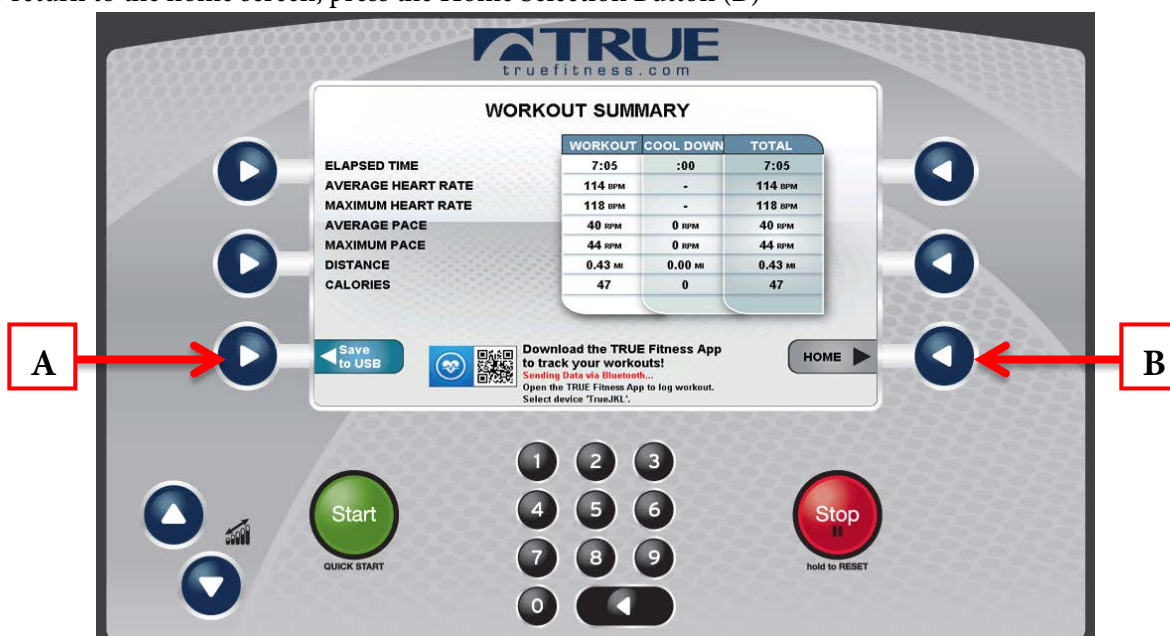 return to the home screen, press the Home Selection Button (B)
TRUE
truefitness.com
WORKOUT SUMMARY
WORKOUT COOL DOWN TOTAL
ELAPSED TIME 7:05 :00 7:05
AVERAGE HEART RATE 114 BPM - 114 BPM
MAXIMUM HEART RATE 118 BPM - 118 BPM
AVERAGE PACE 40 RPM 0 RPM 40 RPM
MAXIMUM PACE 44 RPM 0 RPM 44 RPM
DISTANCE 0.43 MI 0.00 MI 0.43 MI
CALORIES 47 0 47
A
Save
to USB
Download the TRUE Fitness App
to track your workouts!
Sending Data via Bluetooth...
Open the TRUE Fitness App to log workout.
Select device 'TrueJKL'.
HOME
B
1 2 3
4 5 6
7 8 9
0
Start
QUICK START
Stop
hold to RESET